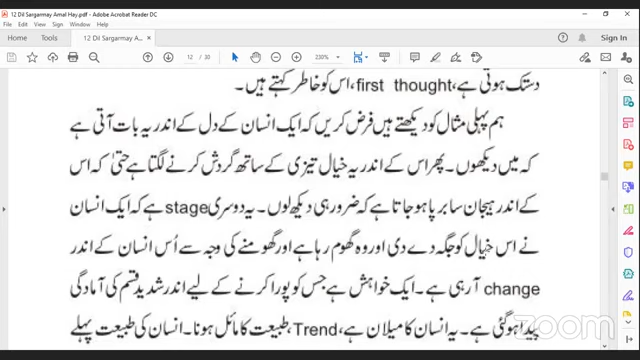 12 Dil Sargarmay Amal Hay.pdf - Adobe Acrobat Reader DC
File Edit View Sign Window Help
Home Tools 12 Dil Sargarmay A... × Sign In
12 / 30 230%
دستک ہوتی ہے، first thought، اس کو خاطر کہتے ہیں۔
ہم پہلی مثال کو دیکھتے ہیں فرض کریں کہ ایک انسان کے دل کے اندر یہ بات آتی ہے
کہ میں دیکھوں۔ پھر اس کے اندر یہ خیال تیزی کے ساتھ گردش کرنے لگتا ہے حتیٰ کہ اس
کے اندر ہیجان سا برپا ہو جاتا ہے کہ ضرور ہی دیکھ لوں۔ یہ دوسری stage ہے کہ ایک انسان
نے اس خیال کو جگہ دے دی اور وہ گھوم رہا ہے اور گھومنے کی وجہ سے اُس انسان کے اندر
change آ رہی ہے۔ ایک خواہش ہے جس کو پورا کرنے کے لیے اندر شدید قسم کی آمادگی
پیدا ہو گئی ہے۔ یہ انسان کا میلان ہے، Trend، طبیعت کا مائل ہونا۔ انسان کی طبیعت پہلے
zoom